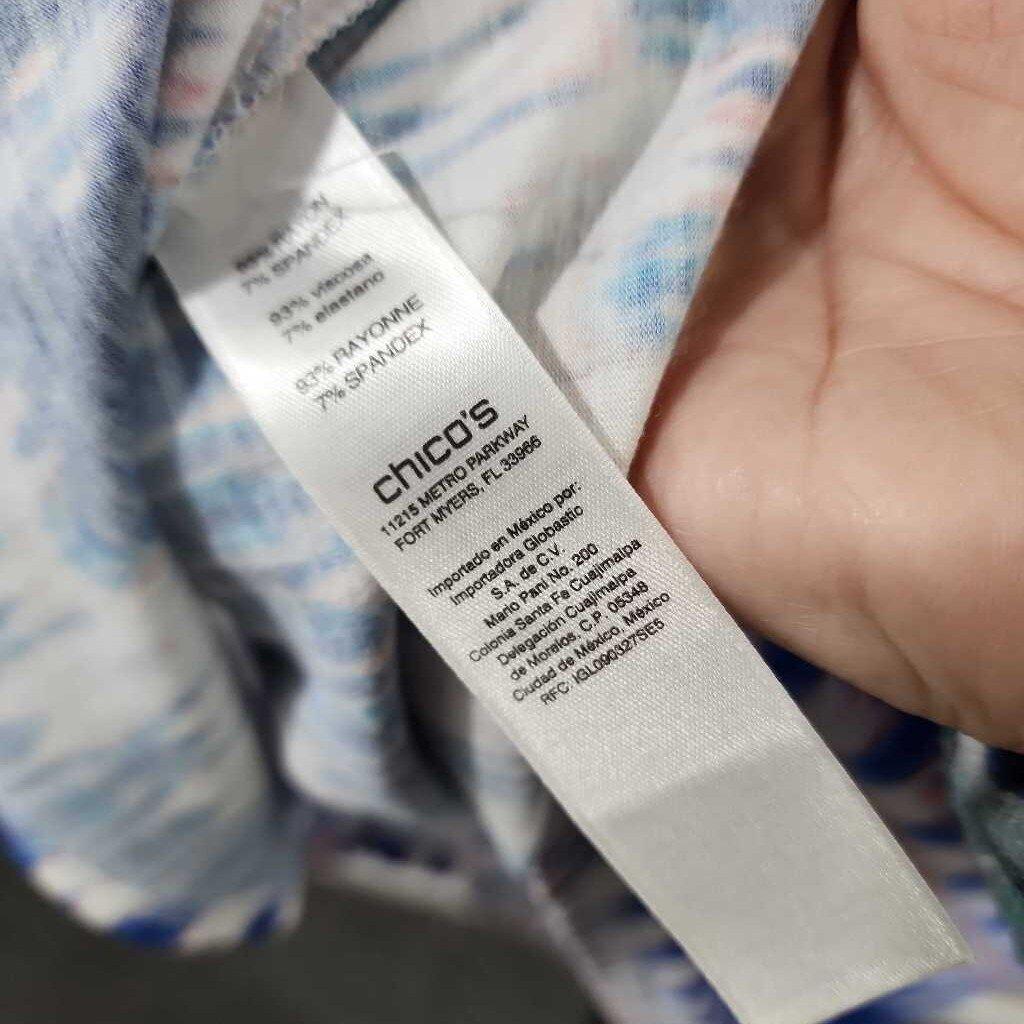 93% RAYON
7% SPANDEX
93% viscosa
7% elastano
93% RAYONNE
7% SPANDEX
chico's
11215 METRO PARKWAY
FORT MYERS, FL 33966
Importado en México por:
Importadora Globastic
S.A. de C.V.
Mario Pani No. 200
Colonia Santa Fe Cuajimalpa
Delegación Cuajimalpa
de Morelos, C.P. 05348
Ciudad de México, México
RFC: IGL090327SE5